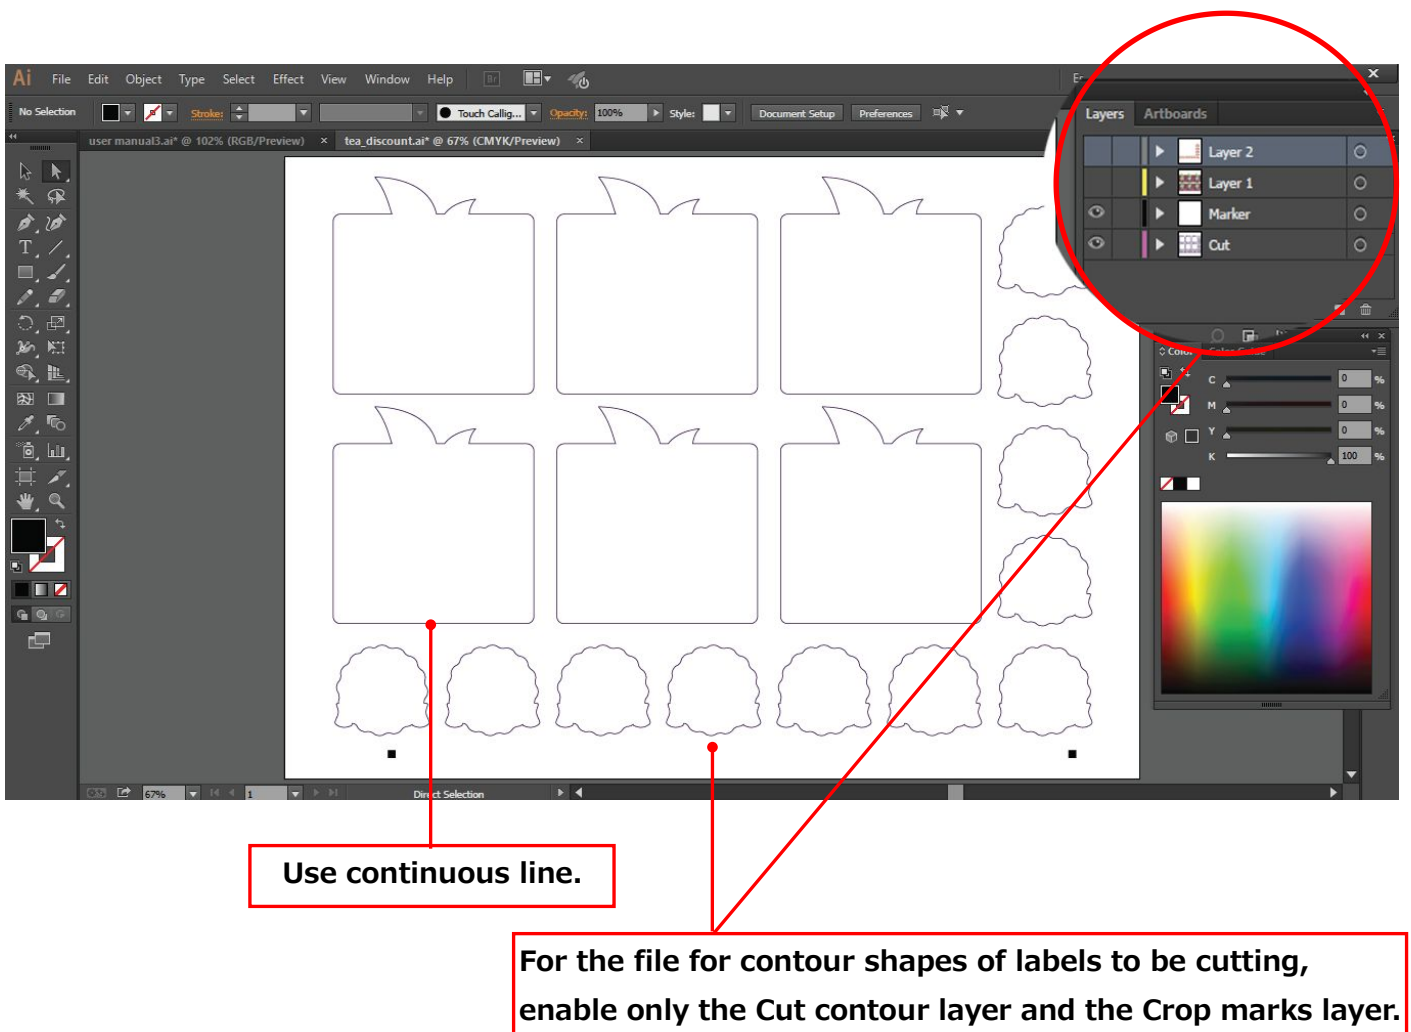 Ai File Edit Object Type Select Effect View Window Help Br
No Selection Stroke: Touch Callig... Opacity: 100% Style: Document Setup Preferences
user manual3.ai* @ 102% (RGB/Preview) × tea_discount.ai* @ 67% (CMYK/Preview) ×
Layers Artboards
Layer 2
Layer 1
Marker
Cut
C 0 %
M 0 %
Y 0 %
K 100 %
67% 1 Direct Selection
Use continuous line.
For the file for contour shapes of labels to be cutting,
enable only the Cut contour layer and the Crop marks layer.